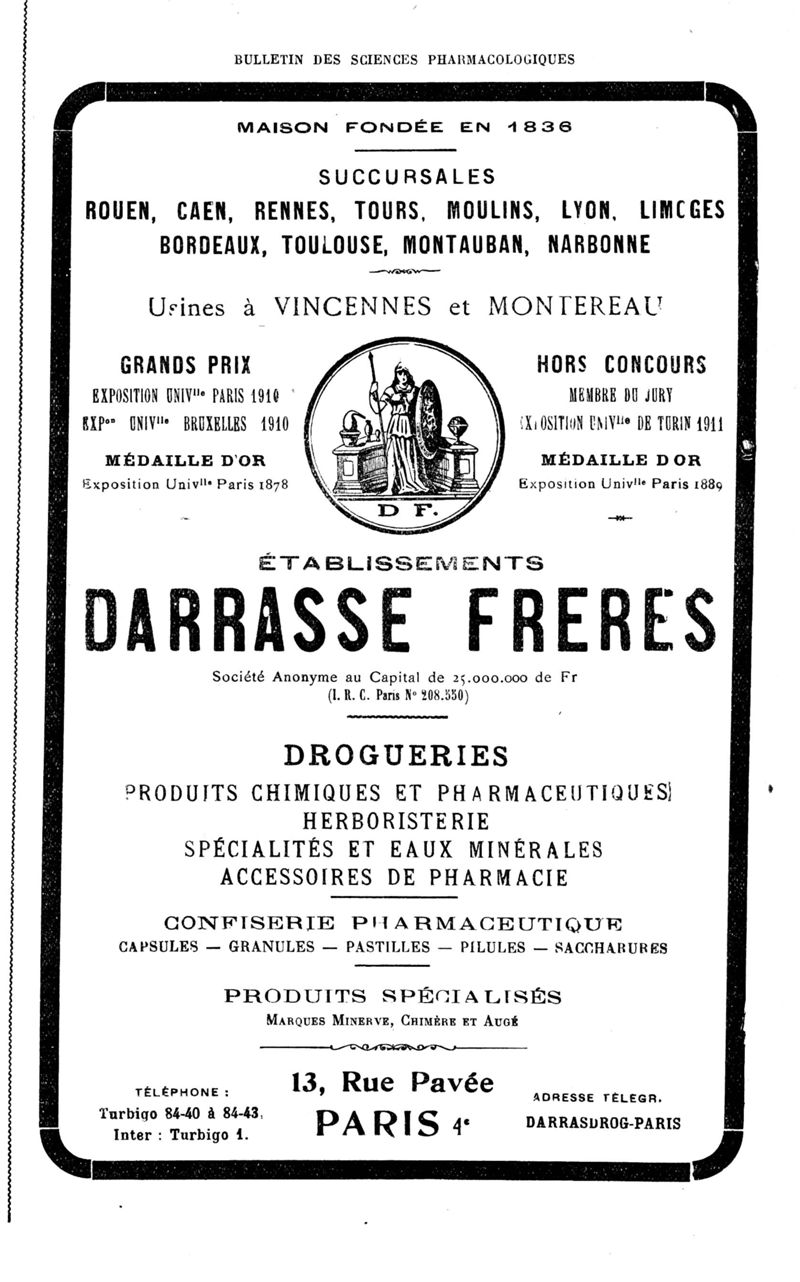 BULLETIN DES SCIENCES PHARMACOLOGIQUES
MAISON FONDÉE EN 1836
SUCCURSALES
ROUEN, CAEN, RENNES, TOURS, MOULINS, LYON, LIMOGES
BORDEAUX, TOULOUSE, MONTAUBAN, NARBONNE
Usines à VINCENNES et MONTEREAU
GRANDS PRIX
EXPOSITION UNIVlle PARIS 1910
EXPon UNIVlle BRUXELLES 1910
MÉDAILLE D'OR
Exposition Univlle Paris 1878
HORS CONCOURS
MEMBRE DU JURY
EXPOSITION UNIVlle DE TURIN 1911
MÉDAILLE D OR
Exposition Univlle Paris 1889
D F.
ÉTABLISSEMENTS
DARRASSE FRERES
Société Anonyme au Capital de 25.000.000 de Fr
(I. R. C. Paris No 208.550)
DROGUERIES
PRODUITS CHIMIQUES ET PHARMACEUTIQUES
HERBORISTERIE
SPÉCIALITÉS ET EAUX MINÉRALES
ACCESSOIRES DE PHARMACIE
CONFISERIE PHARMACEUTIQUE
CAPSULES — GRANULES — PASTILLES — PILULES — SACCHARURES
PRODUITS SPÉCIALISÉS
MARQUES MINERVE, CHIMÈRE ET AUGÉ
TÉLÉPHONE :
Turbigo 84-40 à 84-43.
Inter : Turbigo 1.
13, Rue Pavée
PARIS 4e
ADRESSE TÉLEGR.
DARRASDROG-PARIS